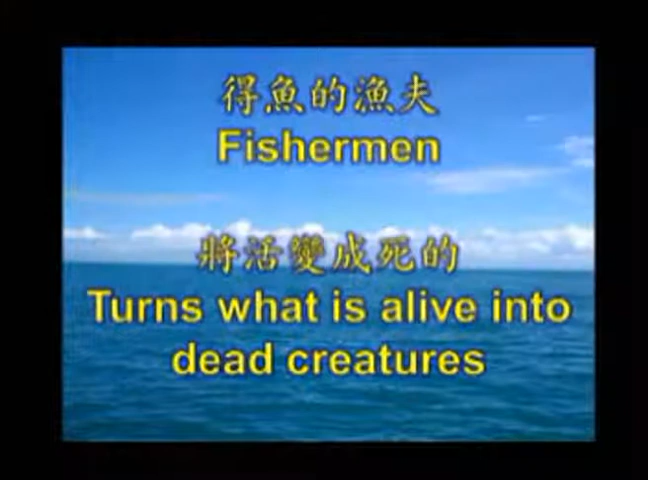 得魚的漁夫
Fishermen
將活變成死的
Turns what is alive into
dead creatures